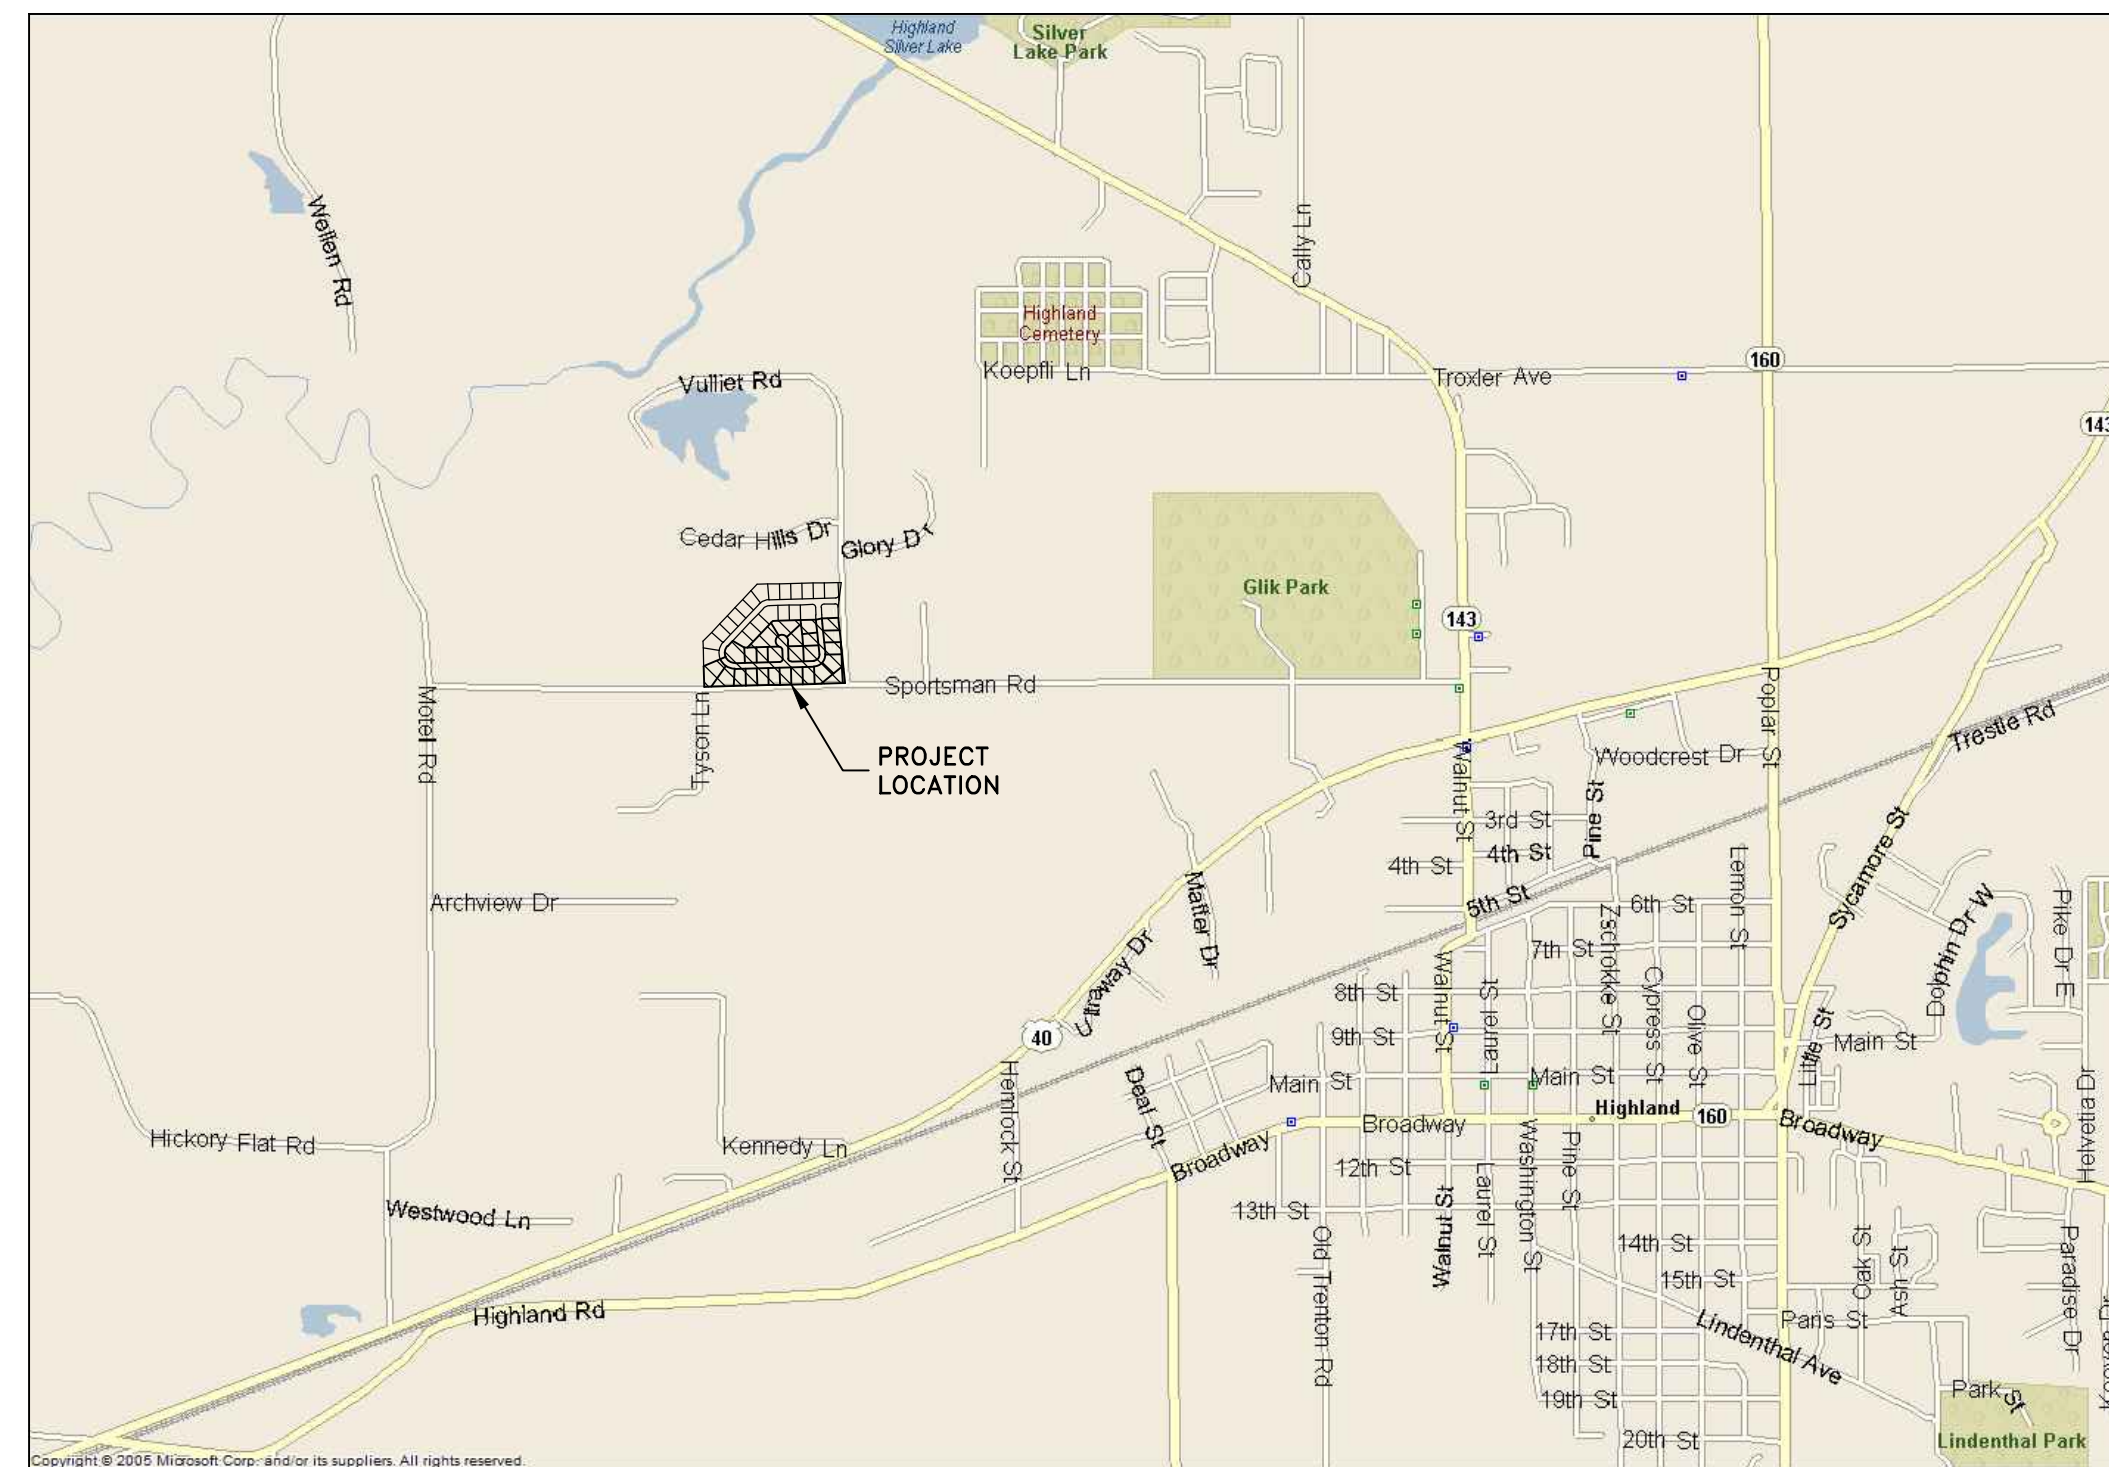 Highland
Silver Lake
Silver
Lake Park
Wellen Rd
Cally Ln
Highland
Cemetery
Koepfli Ln
Vulliet Rd
Troxler Ave
160
143
Cedar Hills Dr
Glory Dr
Glik Park
143
Sportsman Rd
Motel Rd
Tyson Ln
PROJECT
LOCATION
Poplar St
Trestle Rd
Woodcrest Dr
Walnut St
Pine St
3rd St
4th St
4th St
5th St
Archview Dr
Matter Dr
Ultraway Dr
6th St
Lemon St
Zschokke St
7th St
Sycamore St
Dolphin Dr W
Pike Dr E
8th St
Walnut St
Laurel St
Cypress St
Olive St
9th St
40
Little St
Main St
Hemlock St
Deal St
Main St
Main St
Helvetia Dr
Highland
160
Broadway
Broadway
Broadway
Hickory Flat Rd
Kennedy Ln
12th St
Washington St
Pine St
Laurel St
Walnut St
Westwood Ln
13th St
Old Trenton Rd
14th St
15th St
Oak St
Ash St
Paradise Dr
Highland Rd
Paris St
17th St
Lindenthal Ave
18th St
19th St
Park St
20th St
Lindenthal Park
Copyright © 2005 Microsoft Corp. and/or its suppliers. All rights reserved.